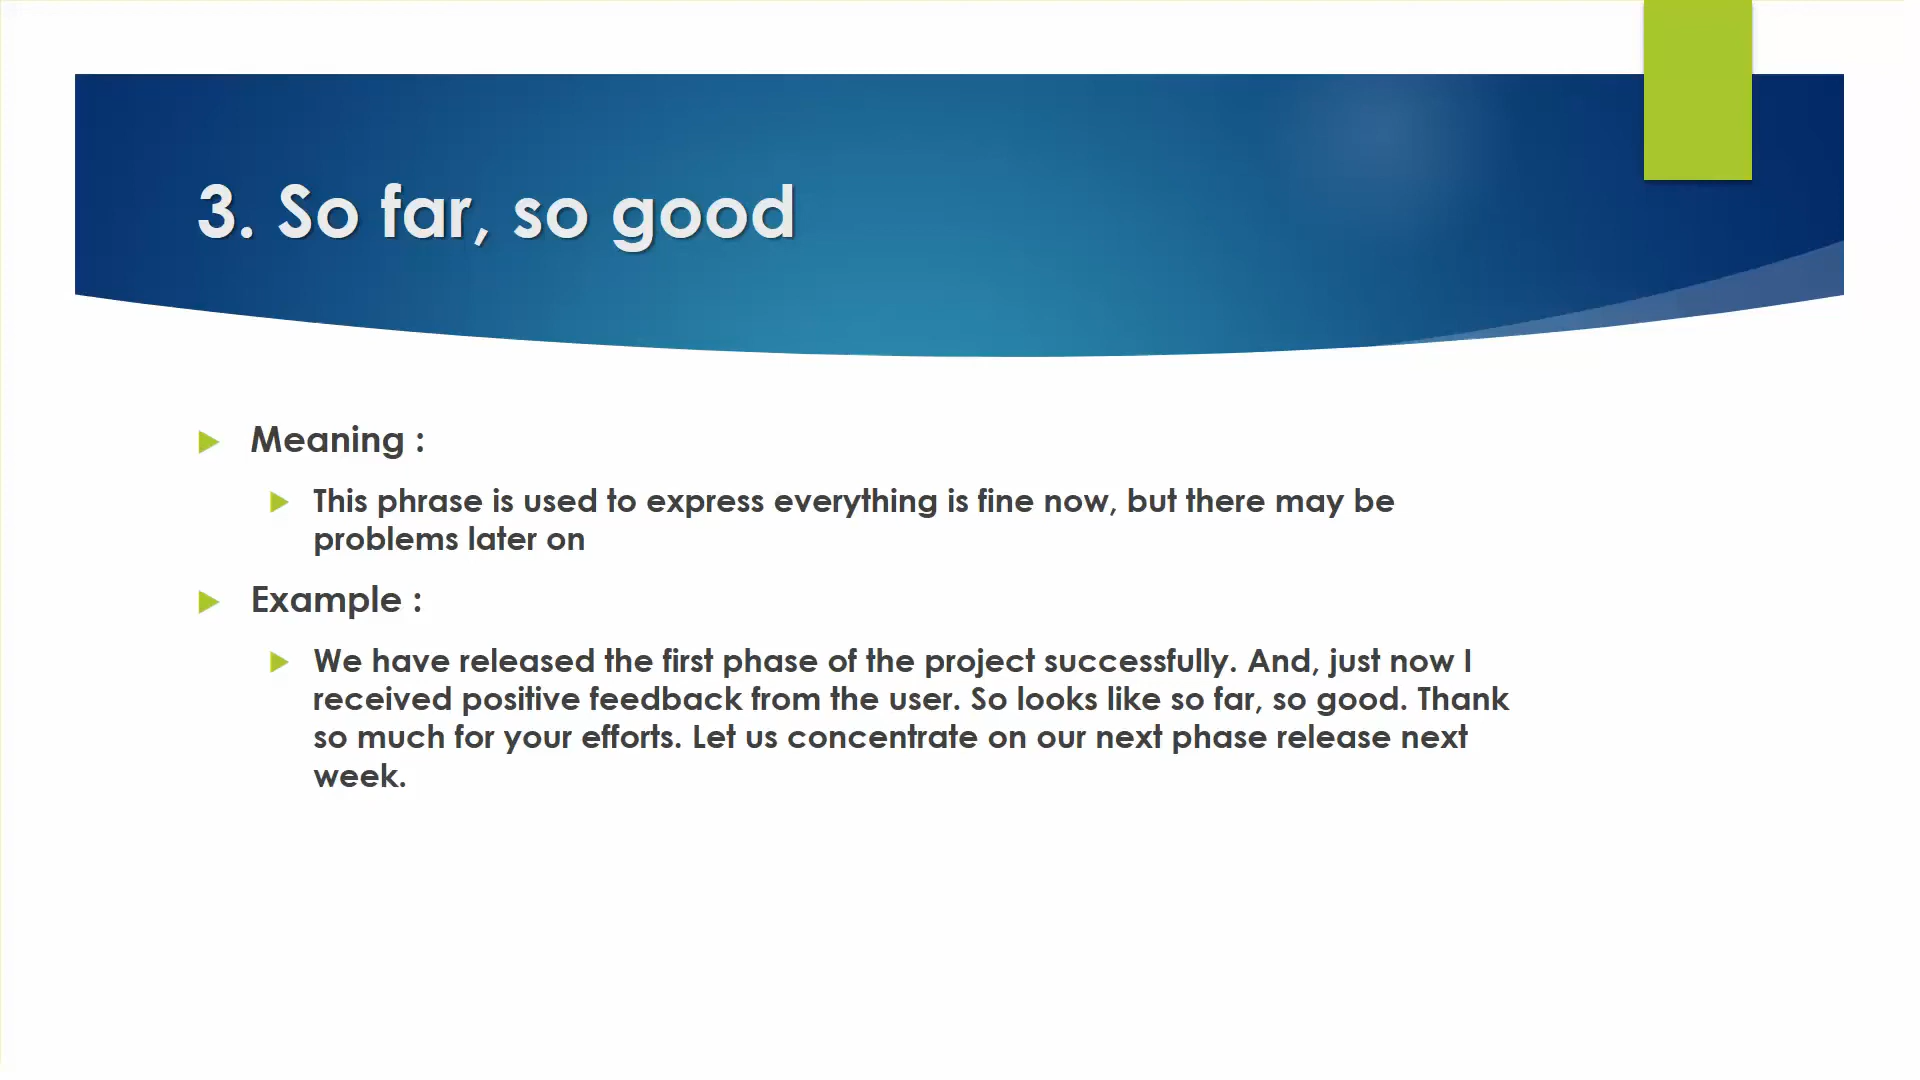 3. So far, so good
Meaning :
This phrase is used to express everything is fine now, but there may be
problems later on
Example :
We have released the first phase of the project successfully. And, just now I
received positive feedback from the user. So looks like so far, so good. Thank
so much for your efforts. Let us concentrate on our next phase release next
week.